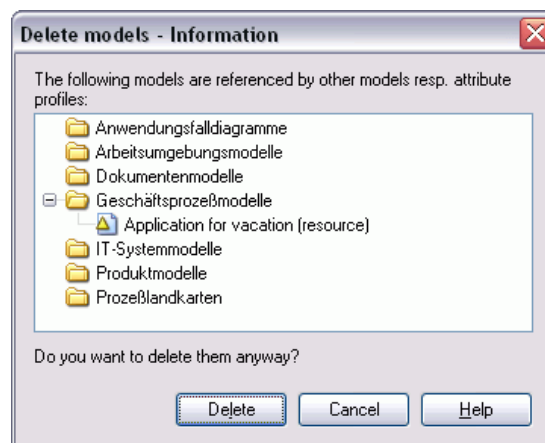 Delete models - Information
The following models are referenced by other models resp. attribute
profiles:
Anwendungsfalldiagramme
Arbeitsumgebungsmodelle
Dokumentenmodelle
Geschäftsprozeßmodelle
Application for vacation (resource)
IT-Systemmodelle
Produktmodelle
Prozeßlandkarten
Do you want to delete them anyway?
Delete Cancel Help